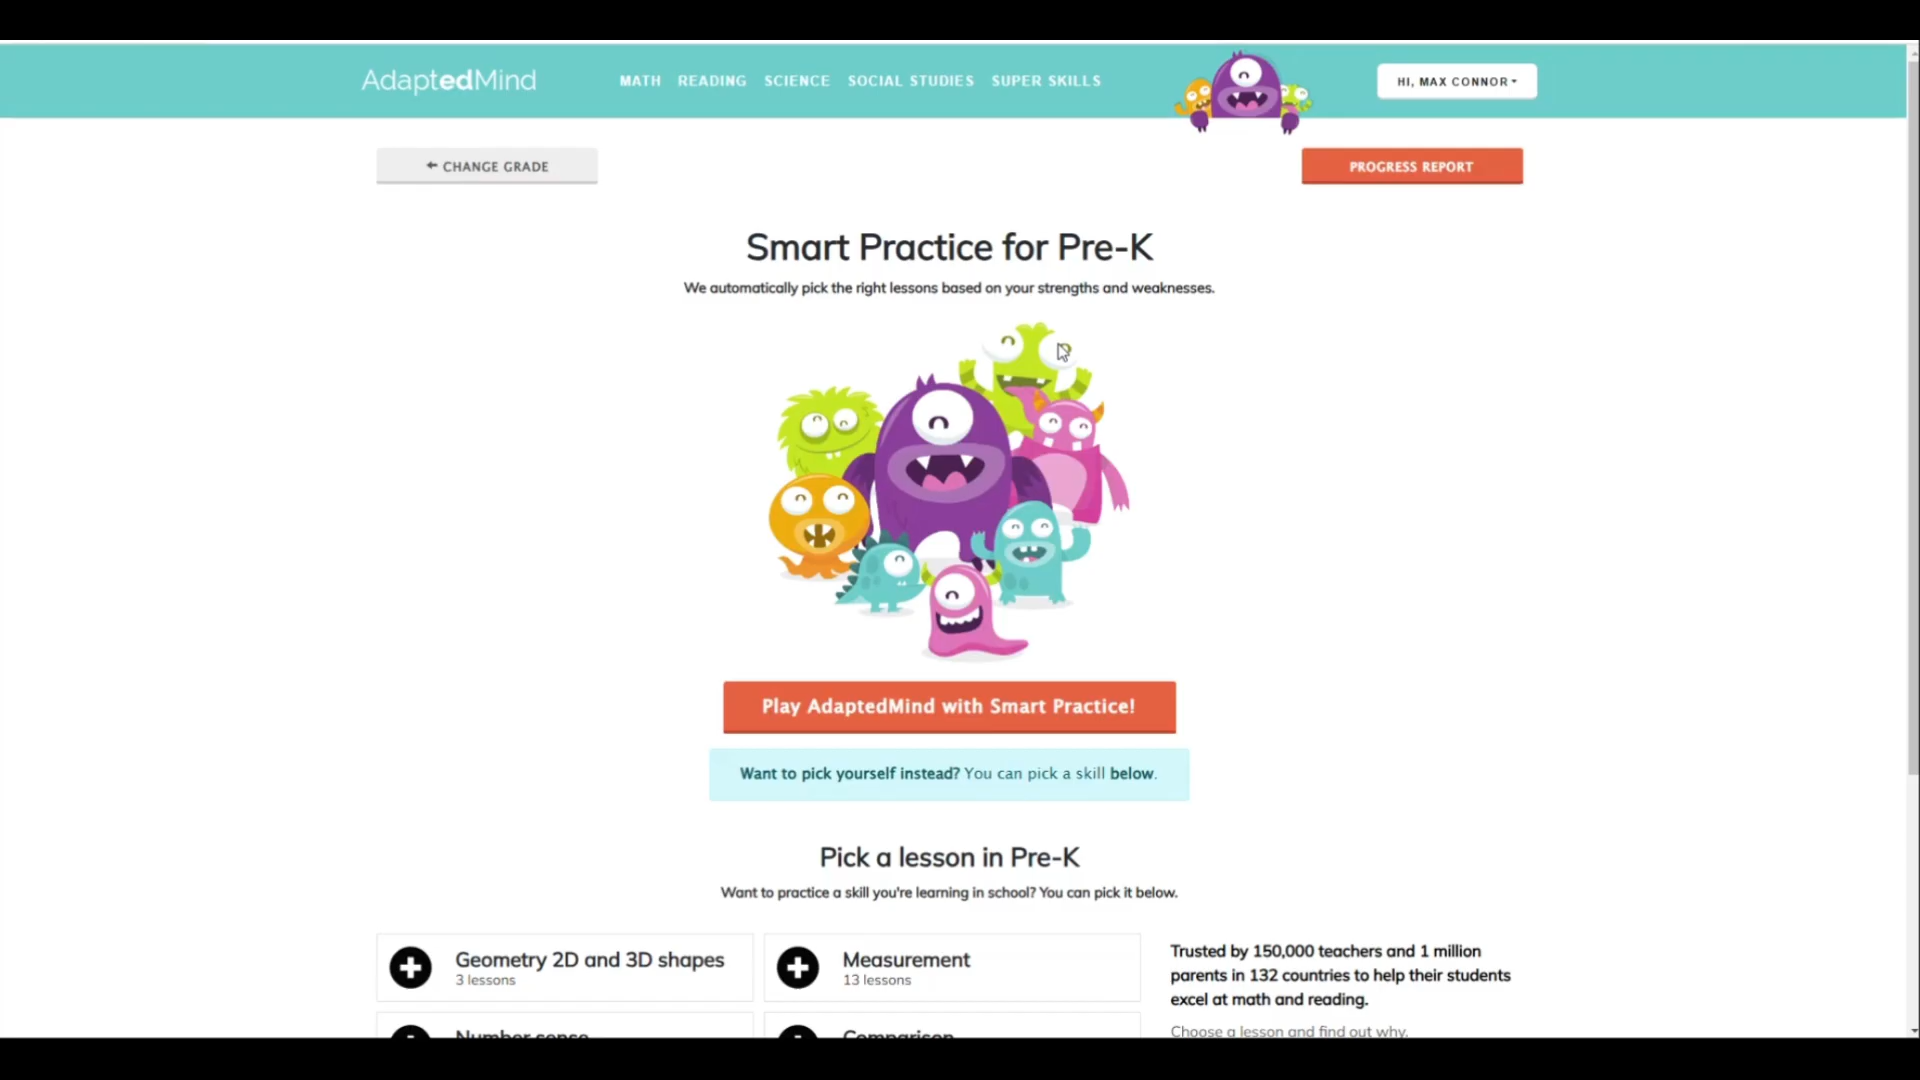 AdaptedMind
MATH READING SCIENCE SOCIAL STUDIES SUPER SKILLS
HI, MAX CONNOR
CHANGE GRADE
PROGRESS REPORT
Smart Practice for Pre-K
We automatically pick the right lessons based on your strengths and weaknesses.
Play AdaptedMind with Smart Practice!
Want to pick yourself instead? You can pick a skill below.
Pick a lesson in Pre-K
Want to practice a skill you're learning in school? You can pick it below.
Geometry 2D and 3D shapes
3 lessons
Measurement
13 lessons
Trusted by 150,000 teachers and 1 million
parents in 132 countries to help their students
excel at math and reading.
Choose a lesson and find out why.
Number sense
Comparison